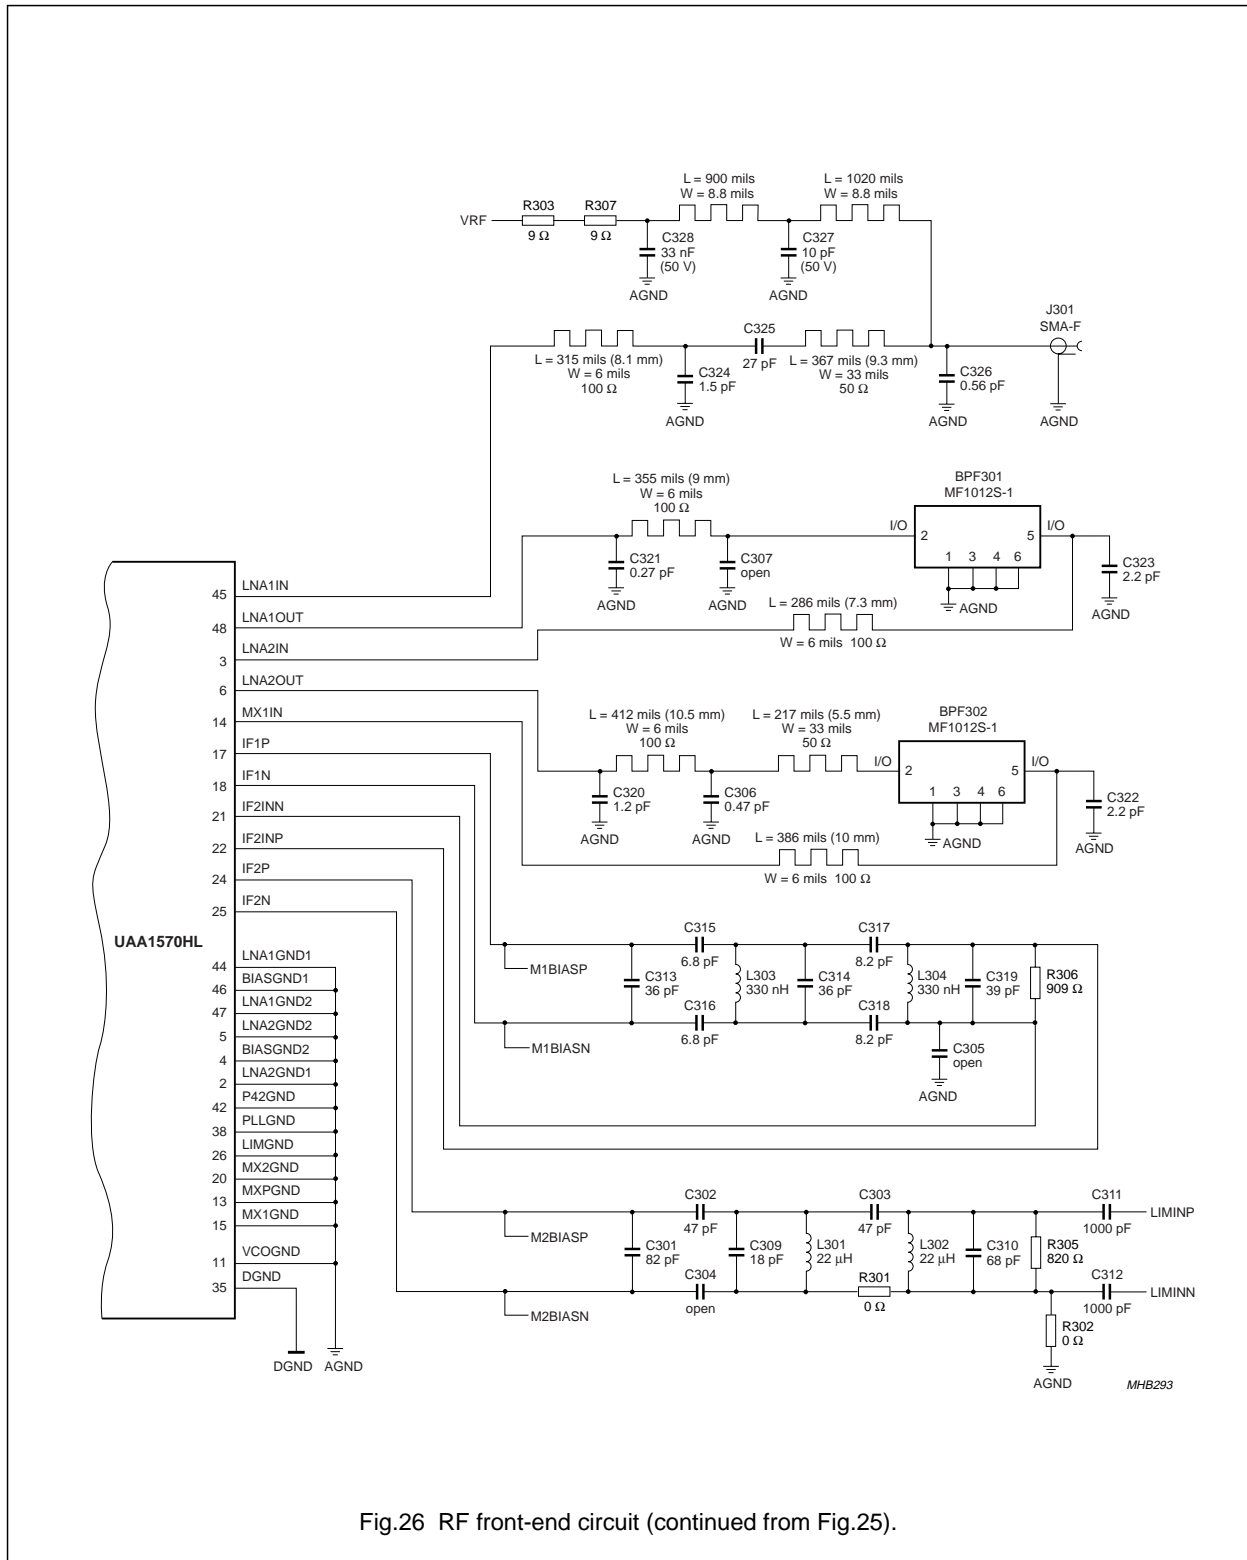 L = 900 mils
W = 8.8 mils
L = 1020 mils
W = 8.8 mils
VRF
R303
9 Ω
R307
9 Ω
C328
33 nF
(50 V)
AGND
C327
10 pF
(50 V)
AGND
J301
SMA-F
L = 315 mils (8.1 mm)
W = 6 mils
100 Ω
C324
1.5 pF
AGND
C325
27 pF
L = 367 mils (9.3 mm)
W = 33 mils
50 Ω
C326
0.56 pF
AGND
AGND
L = 355 mils (9 mm)
W = 6 mils
100 Ω
C321
0.27 pF
AGND
C307
open
AGND
BPF301
MF1012S-1
I/O
2
5
I/O
1 3 4 6
AGND
C323
2.2 pF
AGND
L = 286 mils (7.3 mm)
W = 6 mils 100 Ω
L = 412 mils (10.5 mm)
W = 6 mils
100 Ω
L = 217 mils (5.5 mm)
W = 33 mils
50 Ω
C320
1.2 pF
AGND
C306
0.47 pF
AGND
BPF302
MF1012S-1
I/O
2
5
I/O
1 3 4 6
AGND
C322
2.2 pF
AGND
L = 386 mils (10 mm)
W = 6 mils 100 Ω
UAA1570HL
45 LNA1IN
48 LNA1OUT
3 LNA2IN
6 LNA2OUT
14 MX1IN
17 IF1P
18 IF1N
21 IF2INN
22 IF2INP
24 IF2P
25 IF2N
44 LNA1GND1
46 BIASGND1
47 LNA1GND2
5 LNA2GND2
4 BIASGND2
2 LNA2GND1
42 P42GND
38 PLLGND
26 LIMGND
20 MX2GND
13 MXPGND
15 MX1GND
11 VCOGND
35 DGND
DGND
AGND
M1BIASP
M1BIASN
C313
36 pF
C315
6.8 pF
C316
6.8 pF
L303
330 nH
C314
36 pF
C317
8.2 pF
C318
8.2 pF
L304
330 nH
C319
39 pF
R306
909 Ω
C305
open
AGND
M2BIASP
M2BIASN
C301
82 pF
C302
47 pF
C304
open
C309
18 pF
L301
22 μH
C303
47 pF
R301
0 Ω
L302
22 μH
C310
68 pF
R305
820 Ω
C311
1000 pF
LIMINP
C312
1000 pF
LIMINN
R302
0 Ω
AGND
MHB293
Fig.26 RF front-end circuit (continued from Fig.25).